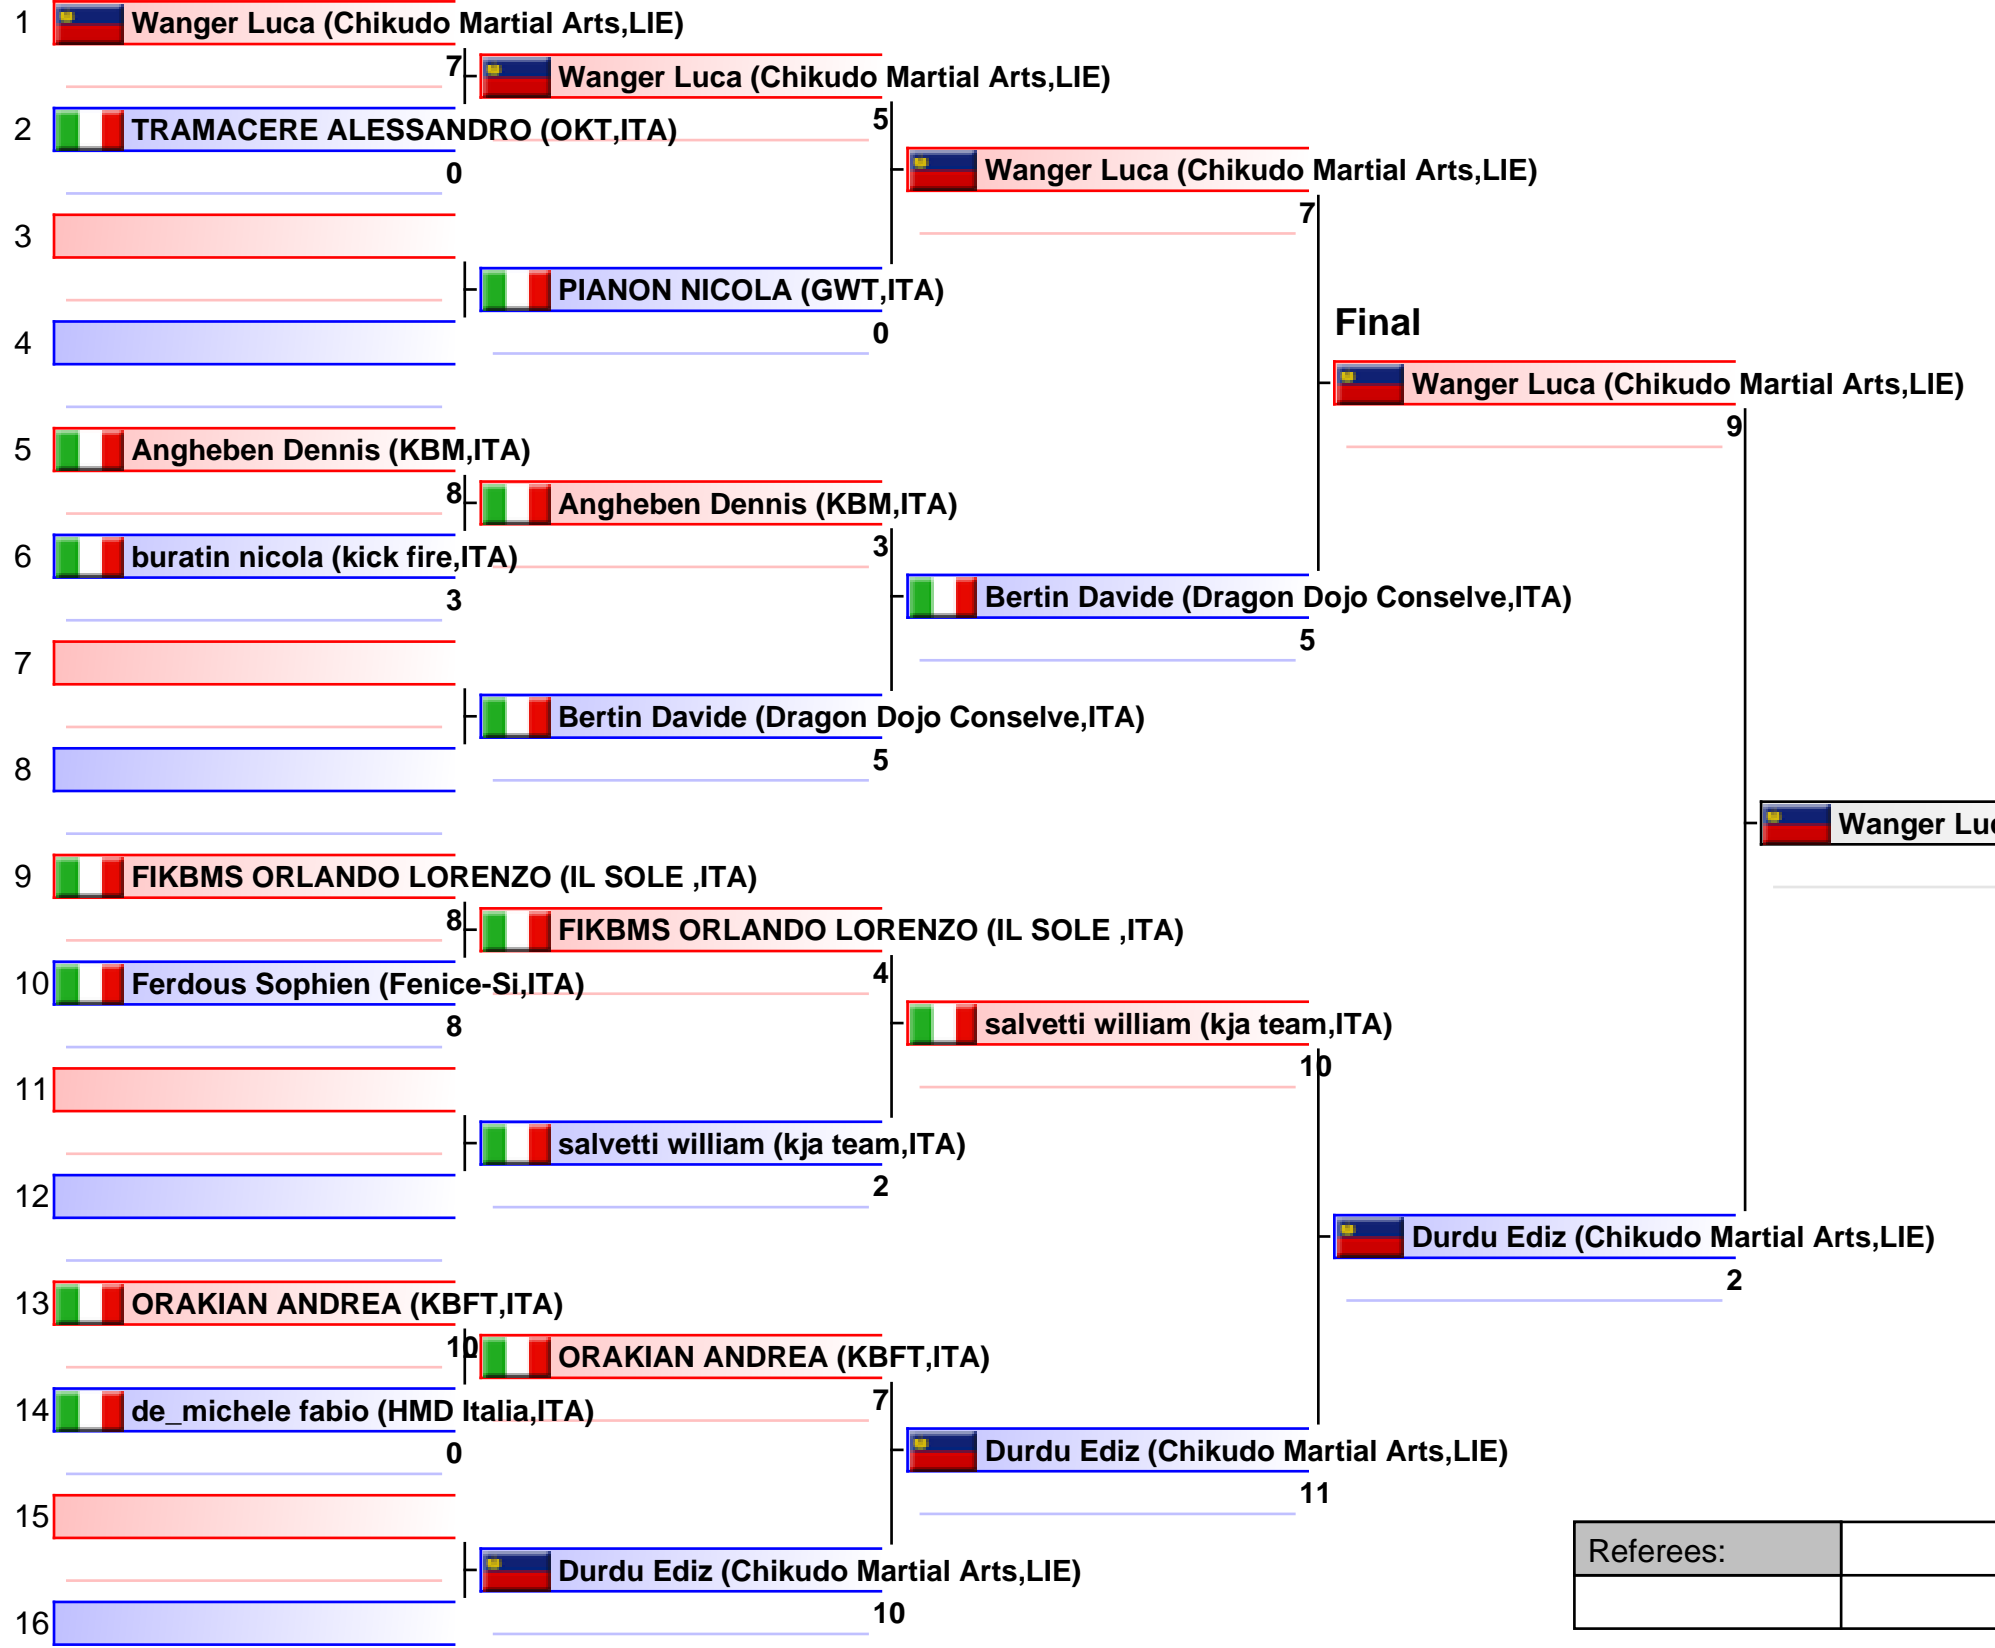 1 Wanger Luca (Chikudo Martial Arts,LIE)
7
Wanger Luca (Chikudo Martial Arts,LIE)
5
2 TRAMACERE ALESSANDRO (OKT,ITA)
0
Wanger Luca (Chikudo Martial Arts,LIE)
7
3
PIANON NICOLA (GWT,ITA)
0
4
Final
Wanger Luca (Chikudo Martial Arts,LIE)
9
5 Angheben Dennis (KBM,ITA)
8
Angheben Dennis (KBM,ITA)
3
6 buratin nicola (kick fire,ITA)
3
Bertin Davide (Dragon Dojo Conselve,ITA)
5
7
Bertin Davide (Dragon Dojo Conselve,ITA)
5
8
Wanger Luc
9 FIKBMS ORLANDO LORENZO (IL SOLE ,ITA)
8
FIKBMS ORLANDO LORENZO (IL SOLE ,ITA)
4
10 Ferdous Sophien (Fenice-Si,ITA)
8
salvetti william (kja team,ITA)
10
11
salvetti william (kja team,ITA)
2
12
Durdu Ediz (Chikudo Martial Arts,LIE)
2
13 ORAKIAN ANDREA (KBFT,ITA)
10
ORAKIAN ANDREA (KBFT,ITA)
7
14 de_michele fabio (HMD Italia,ITA)
0
Durdu Ediz (Chikudo Martial Arts,LIE)
11
15
Durdu Ediz (Chikudo Martial Arts,LIE)
10
16
Referees: